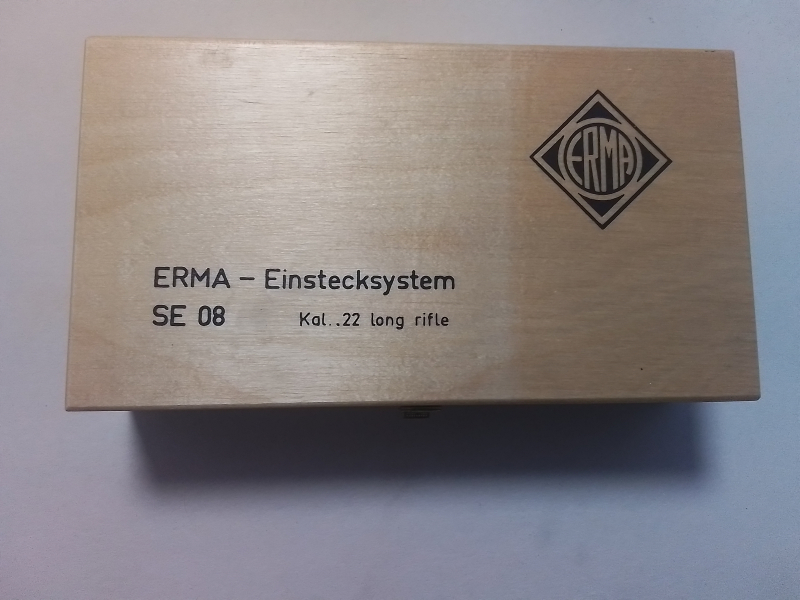 ERMA
ERMA - Einstecksystem
SE 08 Kal..22 long rifle